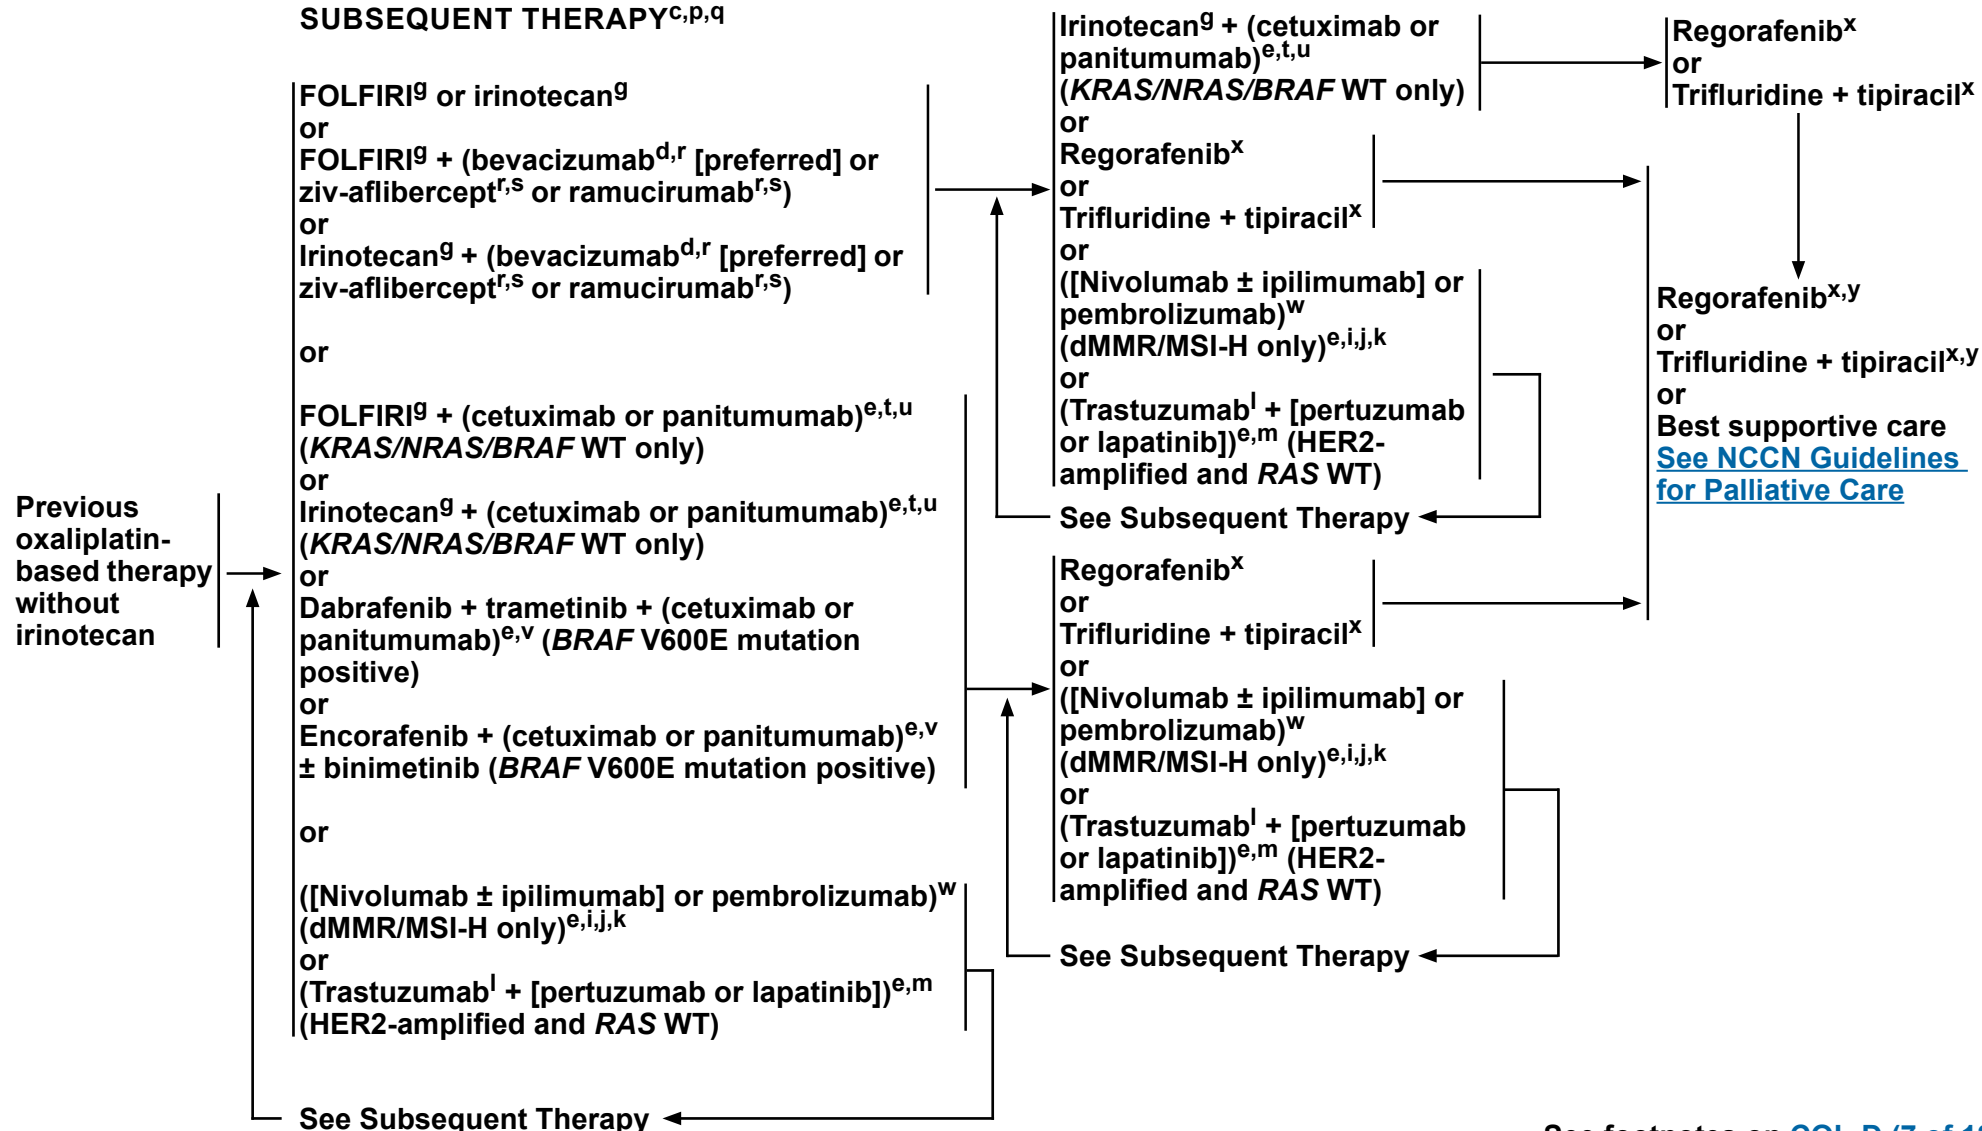 SUBSEQUENT THERAPYc,p,q
Previous
oxaliplatin-
based therapy
without
irinotecan
FOLFIRIg or irinotecang
or
FOLFIRIg + (bevacizumabd,r [preferred] or
ziv-afliberceptr,s or ramucirumabr,s)
or
Irinotecang + (bevacizumabd,r [preferred] or
ziv-afliberceptr,s or ramucirumabr,s)
or
FOLFIRIg + (cetuximab or panitumumab)e,t,u
(KRAS/NRAS/BRAF WT only)
or
Irinotecang + (cetuximab or panitumumab)e,t,u
(KRAS/NRAS/BRAF WT only)
or
Dabrafenib + trametinib + (cetuximab or
panitumumab)e,v (BRAF V600E mutation
positive)
or
Encorafenib + (cetuximab or panitumumab)e,v
± binimetinib (BRAF V600E mutation positive)
or
([Nivolumab ± ipilimumab] or pembrolizumab)w
(dMMR/MSI-H only)e,i,j,k
or
(Trastuzumabl + [pertuzumab or lapatinib])e,m
(HER2-amplified and RAS WT)
See Subsequent Therapy
Irinotecang + (cetuximab or
panitumumab)e,t,u
(KRAS/NRAS/BRAF WT only)
or
Regorafenibx
or
Trifluridine + tipiracilx
or
([Nivolumab ± ipilimumab] or
pembrolizumab)w
(dMMR/MSI-H only)e,i,j,k
or
(Trastuzumabl + [pertuzumab
or lapatinib])e,m (HER2-
amplified and RAS WT)
See Subsequent Therapy
Regorafenibx
or
Trifluridine + tipiracilx
or
([Nivolumab ± ipilimumab] or
pembrolizumab)w
(dMMR/MSI-H only)e,i,j,k
or
(Trastuzumabl + [pertuzumab
or lapatinib])e,m (HER2-
amplified and RAS WT)
See Subsequent Therapy
Regorafenibx
or
Trifluridine + tipiracilx
Regorafenibx,y
or
Trifluridine + tipiracilx,y
or
Best supportive care
See NCCN Guidelines
for Palliative Care
See footnotes on